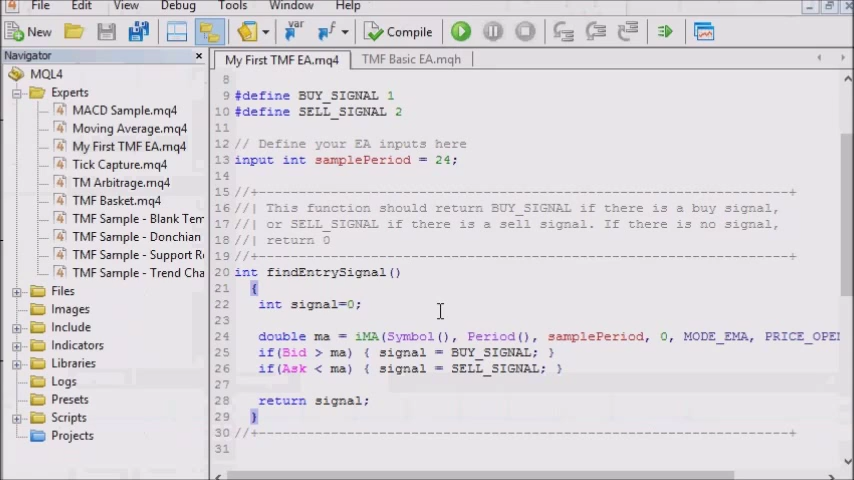 File Edit View Debug Tools Window Help
New Compile
Navigator ×
My First TMF EA.mq4 TMF Basic EA.mqh
MQL4
Experts
MACD Sample.mq4
Moving Average.mq4
My First TMF EA.mq4
Tick Capture.mq4
TM Arbitrage.mq4
TMF Basket.mq4
TMF Sample - Blank Tem
TMF Sample - Donchian
TMF Sample - Support Re
TMF Sample - Trend Cha
Files
Images
Include
Indicators
Libraries
Logs
Presets
Scripts
Projects
8
9 #define BUY_SIGNAL 1
10 #define SELL_SIGNAL 2
11
12 // Define your EA inputs here
13 input int samplePeriod = 24;
14
15 //+------------------------------------------------------------------+
16 //| This function should return BUY_SIGNAL if there is a buy signal,
17 //| or SELL_SIGNAL if there is a sell signal. If there is no signal,
18 //| return 0
19 //+------------------------------------------------------------------+
20 int findEntrySignal()
21 {
22 int signal=0;
23
24 double ma = iMA(Symbol(), Period(), samplePeriod, 0, MODE_EMA, PRICE_OPE
25 if(Bid > ma) { signal = BUY_SIGNAL; }
26 if(Ask < ma) { signal = SELL_SIGNAL; }
27
28 return signal;
29 }
30 //+------------------------------------------------------------------+
31